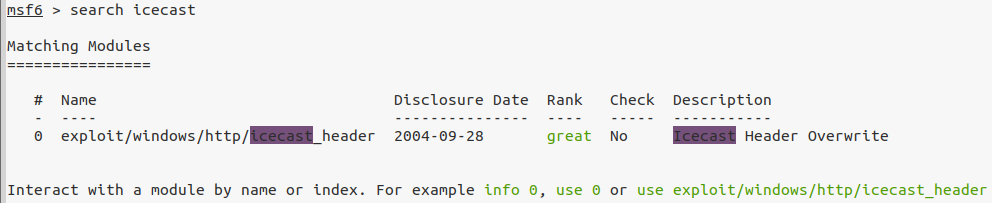 msf6 > search icecast
Matching Modules
================
#  Name                                 Disclosure Date  Rank   Check  Description
-  ----                                 ---------------  ----   -----  -----------
0  exploit/windows/http/icecast_header  2004-09-28       great  No     Icecast Header Overwrite
Interact with a module by name or index. For example info 0, use 0 or use exploit/windows/http/icecast_header